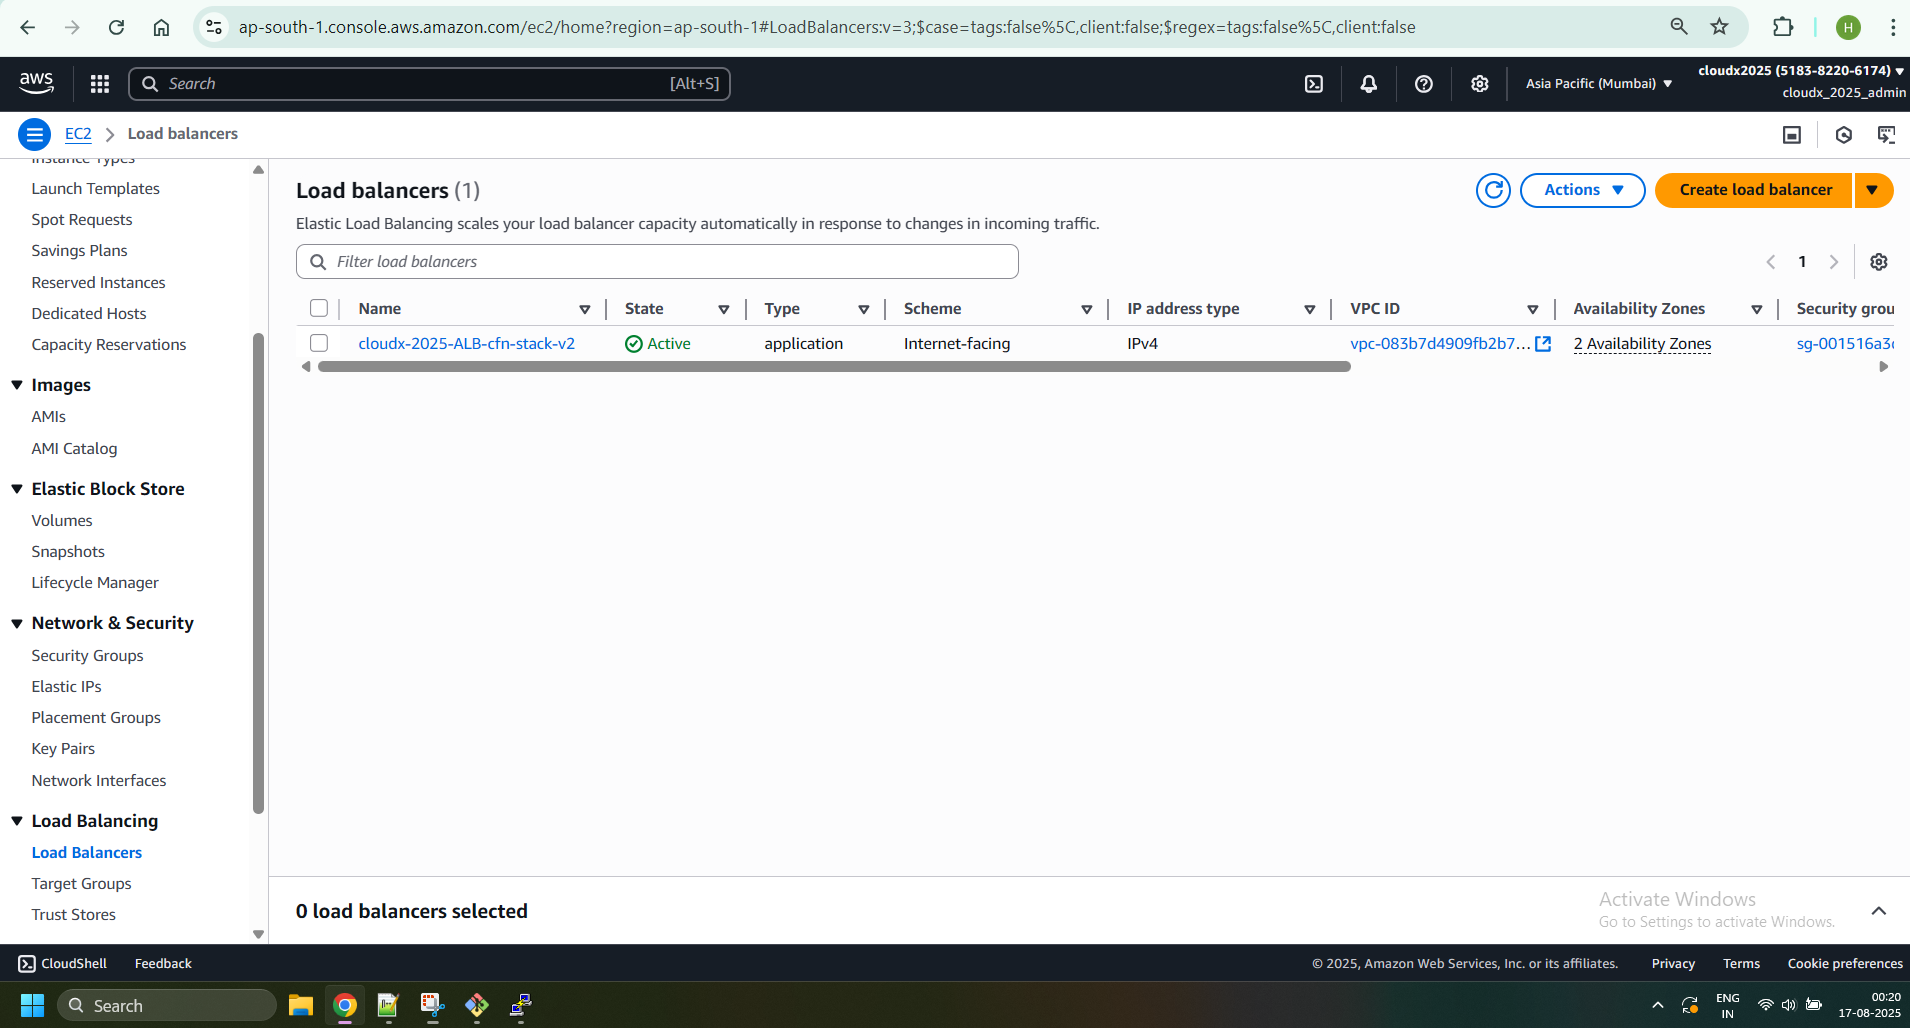 ap-south-1.console.aws.amazon.com/ec2/home?region=ap-south-1#LoadBalancers:v=3;$case=tags:false%5C,client:false;$regex=tags:false%5C,client:false
H
aws
Search
[Alt+S]
Asia Pacific (Mumbai)
cloudx2025 (5183-8220-6174)
cloudx_2025_admin
EC2
Load balancers
Instance Types
Launch Templates
Spot Requests
Savings Plans
Reserved Instances
Dedicated Hosts
Capacity Reservations
Images
AMIs
AMI Catalog
Elastic Block Store
Volumes
Snapshots
Lifecycle Manager
Network & Security
Security Groups
Elastic IPs
Placement Groups
Key Pairs
Network Interfaces
Load Balancing
Load Balancers
Target Groups
Trust Stores
Load balancers (1)
Actions
Create load balancer
Elastic Load Balancing scales your load balancer capacity automatically in response to changes in incoming traffic.
Filter load balancers
1
Name State Type Scheme IP address type VPC ID Availability Zones Security grou
cloudx-2025-ALB-cfn-stack-v2 Active application Internet-facing IPv4 vpc-083b7d4909fb2b7... 2 Availability Zones sg-001516a3
0 load balancers selected
Activate Windows
Go to Settings to activate Windows.
CloudShell
Feedback
© 2025, Amazon Web Services, Inc. or its affiliates.
Privacy
Terms
Cookie preferences
Search
ENG
IN
00:20
17-08-2025